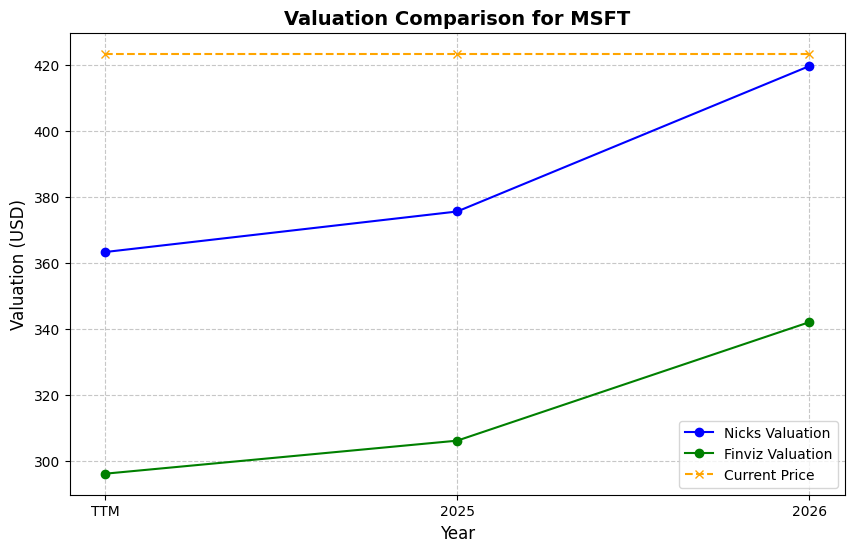 Valuation Comparison for MSFT
Valuation (USD)
420
400
380
360
340
320
300
TTM
2025
2026
Year
Nicks Valuation
Finviz Valuation
Current Price